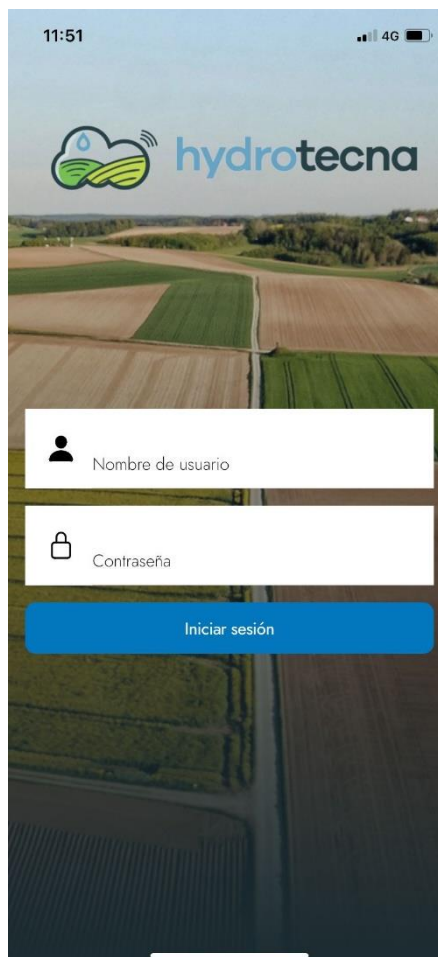 11:51
4G
hydrotecna
Nombre de usuario
Contraseña
Iniciar sesión